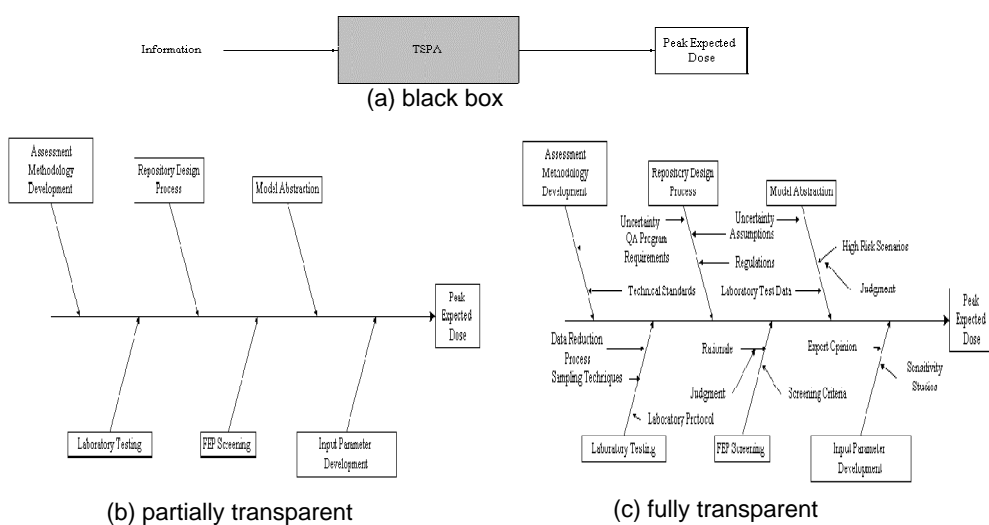 Information
TSPA
Peak Expected
Dose
(a) black box
Assessment
Methodology
Development
Repository Design
Process
Model Abstraction
Peak
Expected
Dose
Laboratory Testing
FEP Screening
Input Parameter
Development
(b) partially transparent
Assessment
Methodology
Development
Repository Design
Process
Model Abstraction
Uncertainty
QA Program
Requirements
Uncertainty
Assumptions
High Risk Scenarios
Regulations
Judgment
Technical Standards
Laboratory Test Data
Peak
Expected
Dose
Data Reduction
Process
Sampling Techniques
Rationale
Expert Opinion
Sensitivity
Studies
Judgment
Screening Criteria
Laboratory Protocol
Laboratory Testing
FEP Screening
Input Parameter
Development
(c) fully transparent